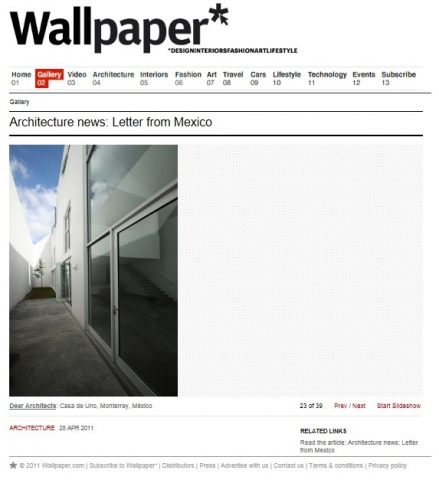 Wallpaper*
*DESIGNINTERIORSFASHIONARTLIFESTYLE
Home Gallery Video Architecture Interiors Fashion Art Travel Cars Lifestyle Technology Events Subscribe
01 02 03 04 05 06 07 08 09 10 11 12 13
Gallery
Architecture news: Letter from Mexico
Dear Architects: Casa de Uno, Monterrey, México 23 of 39 Prev / Next Start Slideshow
ARCHITECTURE 28 APR 2011
RELATED LINKS
Read the article: Architecture news: Letter
from Mexico
* © 2011 Wallpaper.com | Subscribe to Wallpaper* | Distributors | Press | Advertise with us | Contact us | Terms & conditions | Privacy policy